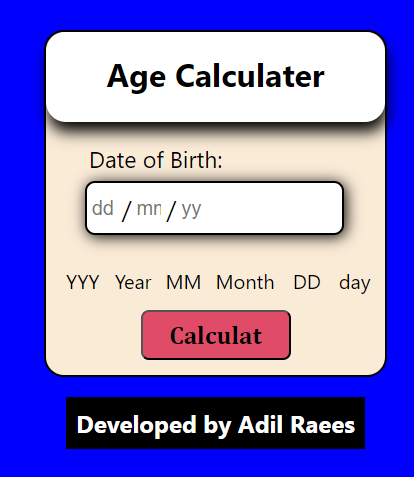 Age Calculater
Date of Birth:
dd / mm / yy
YYY Year MM Month DD day
Calculat
Developed by Adil Raees